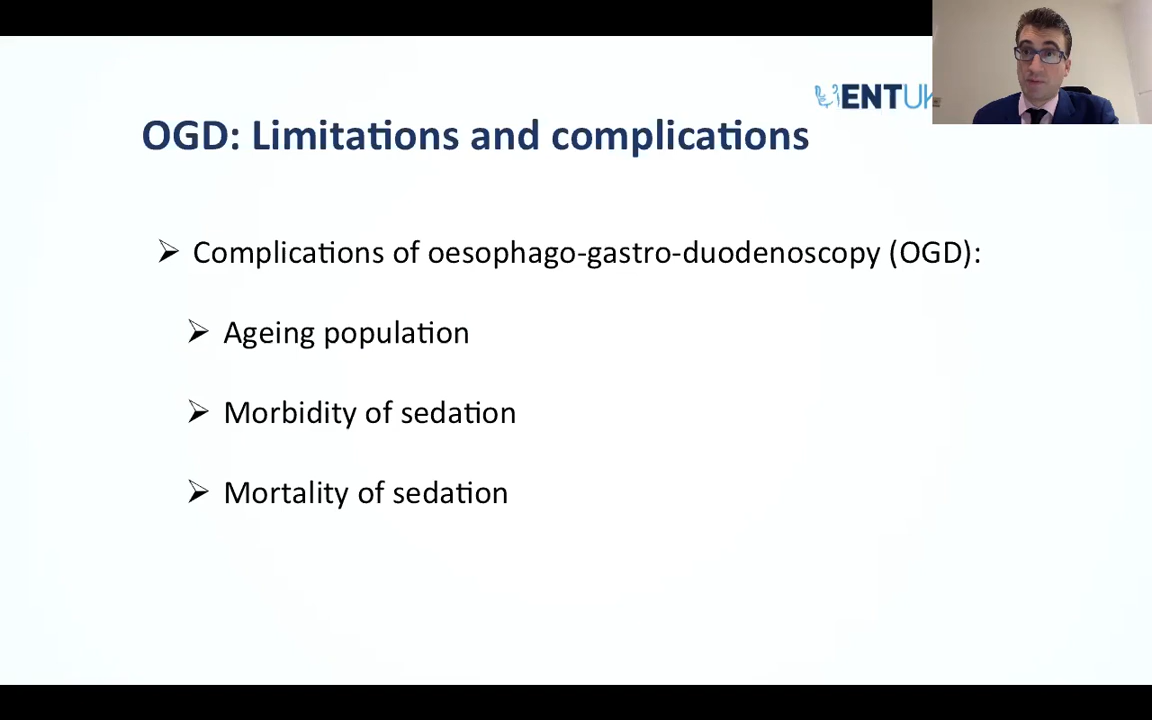 ENTUK
OGD: Limitations and complications
➢ Complications of oesophago-gastro-duodenoscopy (OGD):
➢ Ageing population
➢ Morbidity of sedation
➢ Mortality of sedation